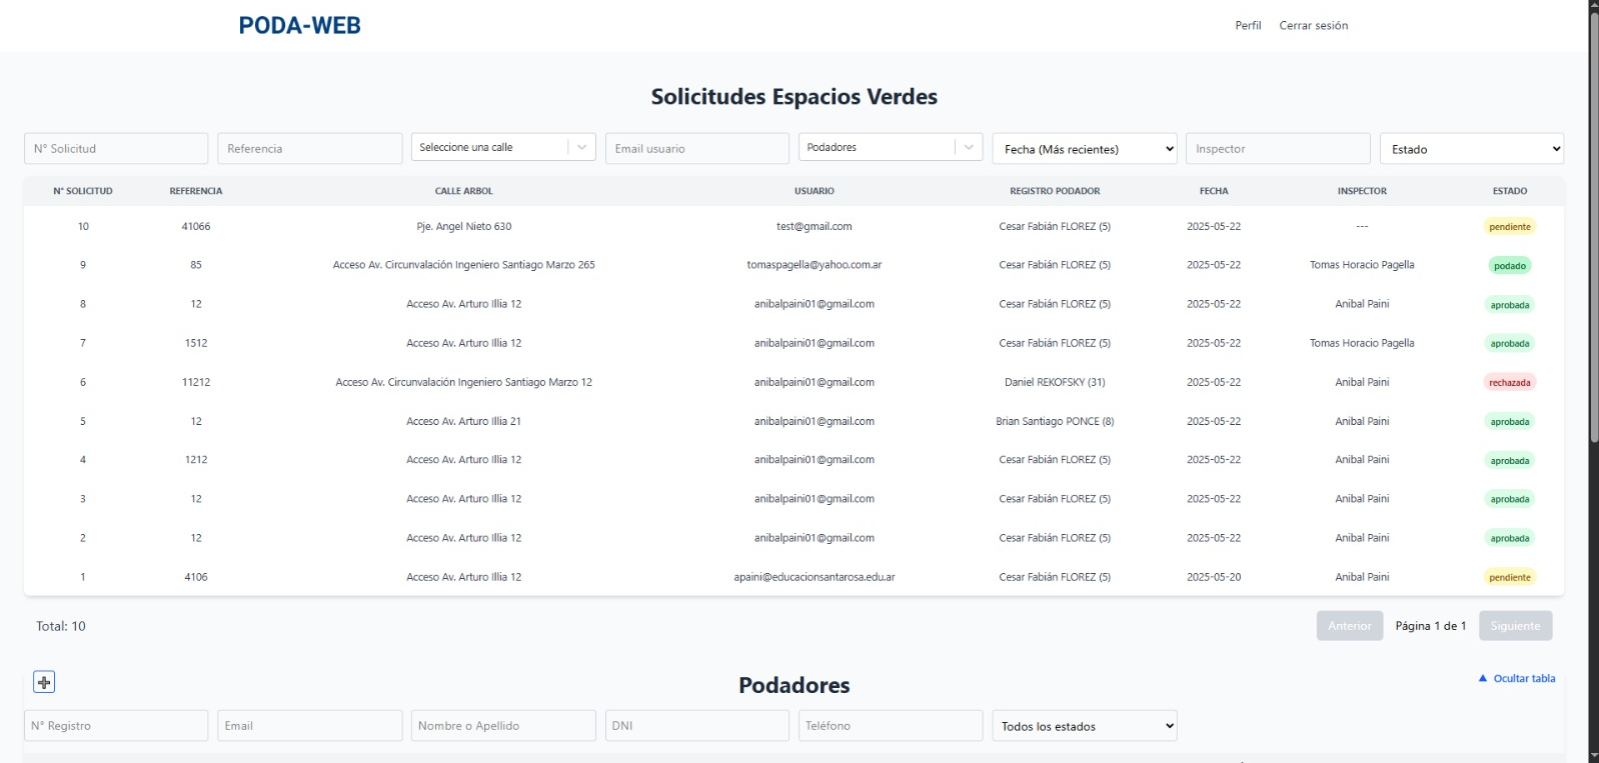 PODA-WEB
Perfil Cerrar sesión
Solicitudes Espacios Verdes
N° Solicitud Referencia Seleccione una calle Email usuario Podadores Fecha (Más recientes) Inspector Estado
N° SOLICITUD REFERENCIA CALLE ARBOL USUARIO REGISTRO PODADOR FECHA INSPECTOR ESTADO
10 41066 Pje. Angel Nieto 630 test@gmail.com Cesar Fabián FLOREZ (5) 2025-05-22 --- pendiente
9 85 Acceso Av. Circunvalación Ingeniero Santiago Marzo 265 tomaspagella@yahoo.com.ar Cesar Fabián FLOREZ (5) 2025-05-22 Tomas Horacio Pagella podado
8 12 Acceso Av. Arturo Illia 12 anibalpaini01@gmail.com Cesar Fabián FLOREZ (5) 2025-05-22 Anibal Paini aprobada
7 1512 Acceso Av. Arturo Illia 12 anibalpaini01@gmail.com Cesar Fabián FLOREZ (5) 2025-05-22 Tomas Horacio Pagella aprobada
6 11212 Acceso Av. Circunvalación Ingeniero Santiago Marzo 12 anibalpaini01@gmail.com Daniel REKOFSKY (31) 2025-05-22 Anibal Paini rechazada
5 12 Acceso Av. Arturo Illia 21 anibalpaini01@gmail.com Brian Santiago PONCE (8) 2025-05-22 Anibal Paini aprobada
4 1212 Acceso Av. Arturo Illia 12 anibalpaini01@gmail.com Cesar Fabián FLOREZ (5) 2025-05-22 Anibal Paini aprobada
3 12 Acceso Av. Arturo Illia 12 anibalpaini01@gmail.com Cesar Fabián FLOREZ (5) 2025-05-22 Anibal Paini aprobada
2 12 Acceso Av. Arturo Illia 12 anibalpaini01@gmail.com Cesar Fabián FLOREZ (5) 2025-05-22 Anibal Paini aprobada
1 4106 Acceso Av. Arturo Illia 12 apaini@educacionsantarosa.edu.ar Cesar Fabián FLOREZ (5) 2025-05-20 Anibal Paini pendiente
Total: 10 Anterior Página 1 de 1 Siguiente
Podadores ▲ Ocultar tabla
N° Registro Email Nombre o Apellido DNI Teléfono Todos los estados